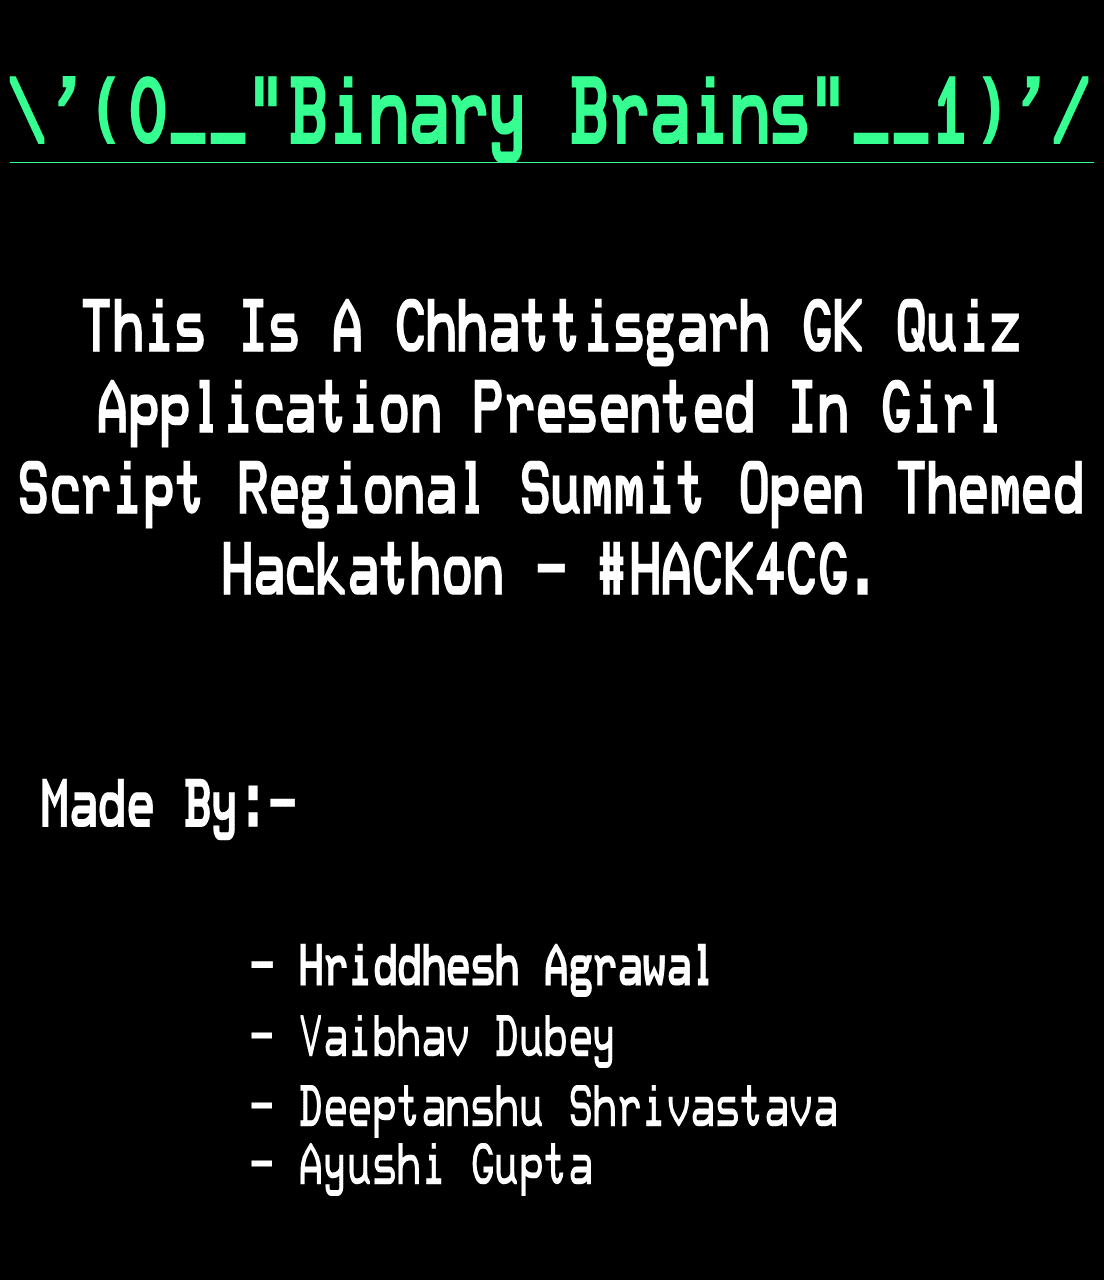 \’(0__"Binary Brains"__1)’/
This Is A Chhattisgarh GK Quiz
Application Presented In Girl
Script Regional Summit Open Themed
Hackathon - #HACK4CG.
Made By:-
- Hriddhesh Agrawal
- Vaibhav Dubey
- Deeptanshu Shrivastava
- Ayushi Gupta